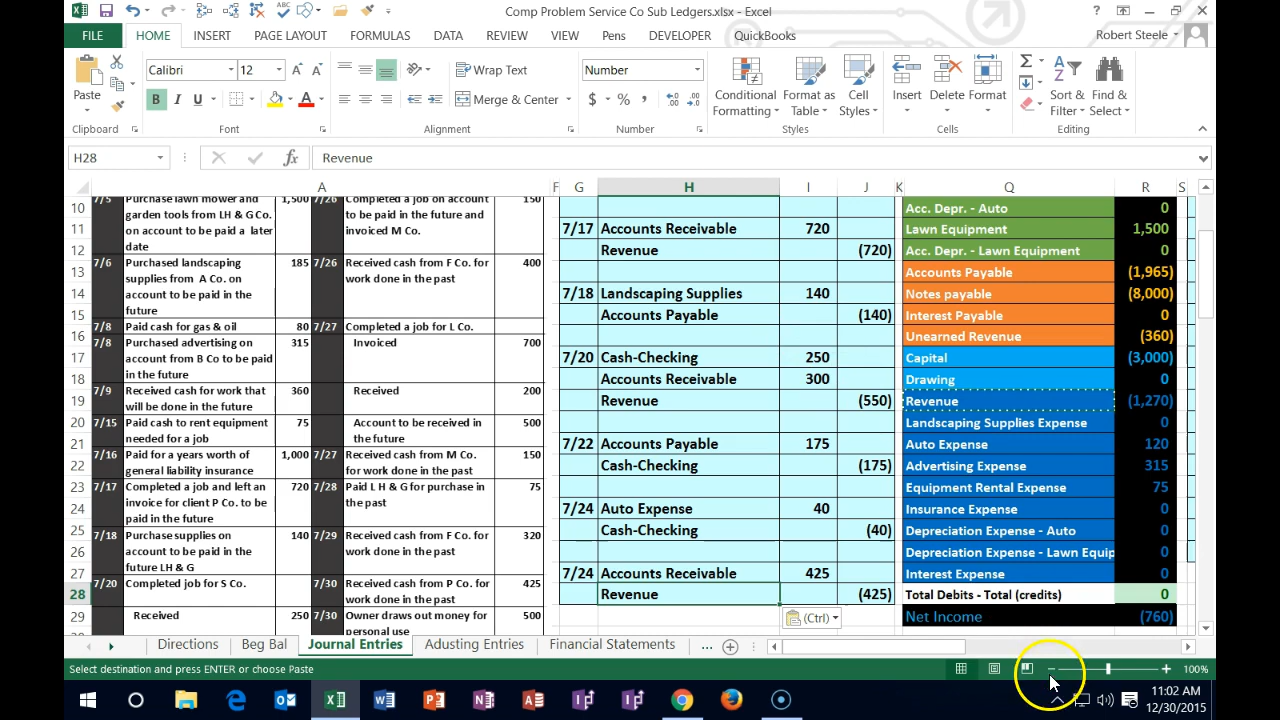 Comp Problem Service Co Sub Ledgers.xlsx - Excel
FILE HOME INSERT PAGE LAYOUT FORMULAS DATA REVIEW VIEW Pens DEVELOPER QuickBooks Robert Steele
Calibri 12 Wrap Text Number
Paste B I U A Merge & Center $ % Conditional Formatting Format as Table Cell Styles Insert Delete Format Sort & Filter Find & Select
Clipboard Font Alignment Number Styles Cells Editing
H28 fx Revenue
A F G H I J K Q R S
7/5 Purchase lawn mower and 1,500 7/26 Completed a job on account 150
garden tools from LH & G Co. to be paid in the future and
on account to be paid a later invoiced M Co.
date
7/6 Purchased landscaping 185 7/26 Received cash from F Co. for 400
supplies from A Co. on work done in the past
account to be paid in the
future
7/8 Paid cash for gas & oil 80 7/27 Completed a job for L Co.
7/8 Purchased advertising on 315 Invoiced 700
account from B Co to be paid
in the future
7/9 Received cash for work that 360 Received 200
will be done in the future
7/15 Paid cash to rent equipment 75 Account to be received in 500
needed for a job the future
7/16 Paid for a years worth of 1,000 7/27 Received cash from M Co. 150
general liability insurance for work done in the past
7/17 Completed a job and left an 720 7/28 Paid L H & G for purchase in 75
invoice for client P Co. to be the past
paid in the future
7/18 Purchase supplies on 140 7/29 Received cash from F Co. for 320
account to be paid in the work done in the past
future LH & G
7/20 Completed job for S Co. 7/30 Received cash from P Co. for 425
work done in the past
Received 250 7/30 Owner draws out money for 500
personal use
10
11 7/17 Accounts Receivable 720
12 Revenue (720)
13
14 7/18 Landscaping Supplies 140
15 Accounts Payable (140)
16
17 7/20 Cash-Checking 250
18 Accounts Receivable 300
19 Revenue (550)
20
21 7/22 Accounts Payable 175
22 Cash-Checking (175)
23
24 7/24 Auto Expense 40
25 Cash-Checking (40)
26
27 7/24 Accounts Receivable 425
28 Revenue (425)
29
(Ctrl)
Acc. Depr. - Auto 0
Lawn Equipment 1,500
Acc. Depr. - Lawn Equipment 0
Accounts Payable (1,965)
Notes payable (8,000)
Interest Payable 0
Unearned Revenue (360)
Capital (3,000)
Drawing 0
Revenue (1,270)
Landscaping Supplies Expense 0
Auto Expense 120
Advertising Expense 315
Equipment Rental Expense 75
Insurance Expense 0
Depreciation Expense - Auto 0
Depreciation Expense - Lawn Equip 0
Interest Expense 0
Total Debits - Total (credits) 0
Net Income (760)
Directions Beg Bal Journal Entries Adusting Entries Financial Statements ...
Select destination and press ENTER or choose Paste 100%
11:02 AM
12/30/2015